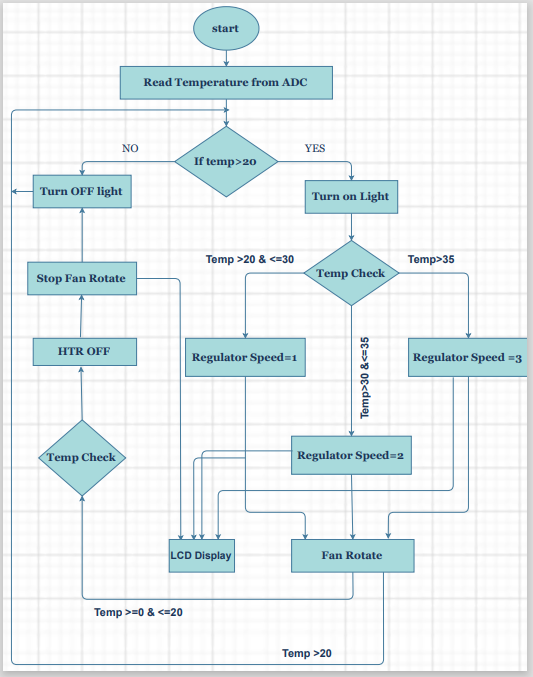 start
Read Temperature from ADC
NO
YES
If temp>20
Turn OFF light
Turn on Light
Temp >20 & <=30
Temp>35
Temp Check
Stop Fan Rotate
HTR OFF
Regulator Speed=1
Temp>30 &<=35
Regulator Speed =3
Temp Check
Regulator Speed=2
LCD Display
Fan Rotate
Temp >=0 & <=20
Temp >20